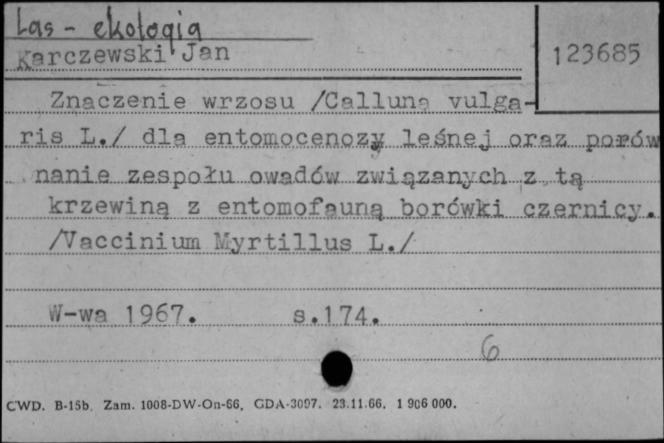 Las - ekologia
Karczewski Jan
123685
Znaczenie wrzosu /Calluna vulga-
ris L./ dla entomocenozy leśnej oraz porów
nanie zespołu owadów związanych z tą
krzewiną z entomofauną borówki czernicy.
/Vaccinium Myrtillus L./
W-wa 1967. s.174.
6
CWD. B-15b. Zam. 1008-DW-On-66. GDA-3097. 23.11.66. 1 906 000.